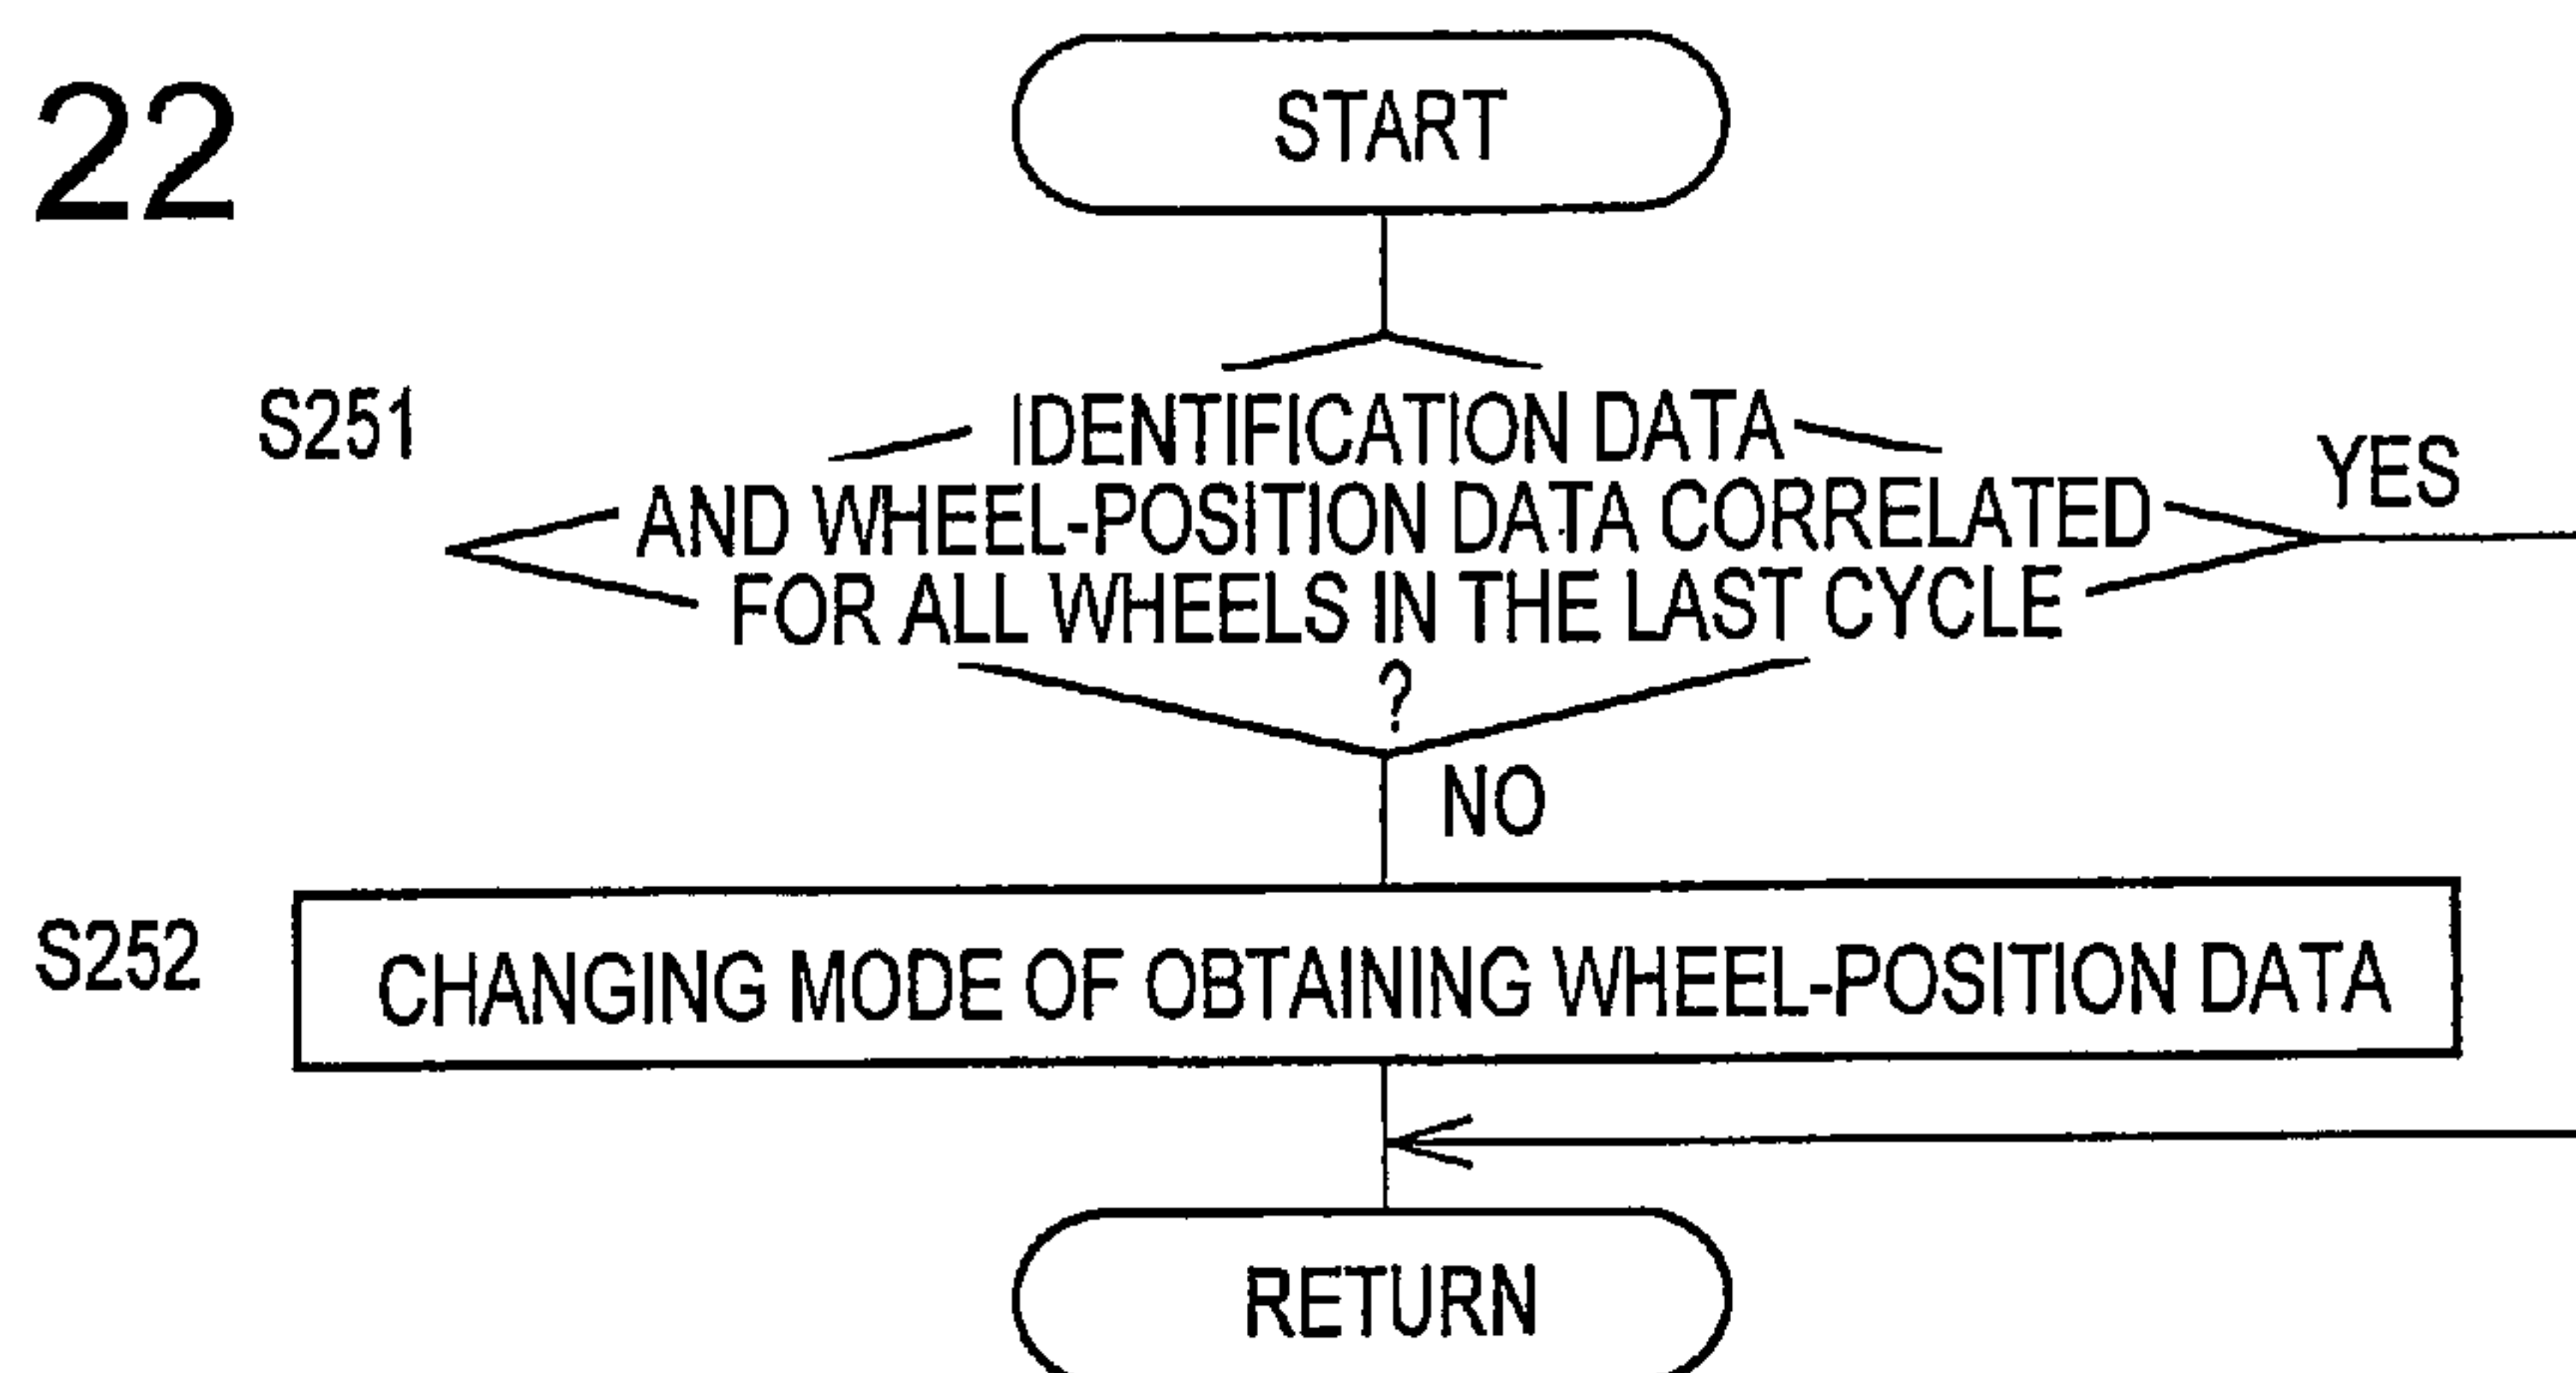 22
START
S251
IDENTIFICATION DATA
AND WHEEL-POSITION DATA CORRELATED
YES
FOR ALL WHEELS IN THE LAST CYCLE
?
NO
S252
CHANGING MODE OF OBTAINING WHEEL-POSITION DATA
RETURN